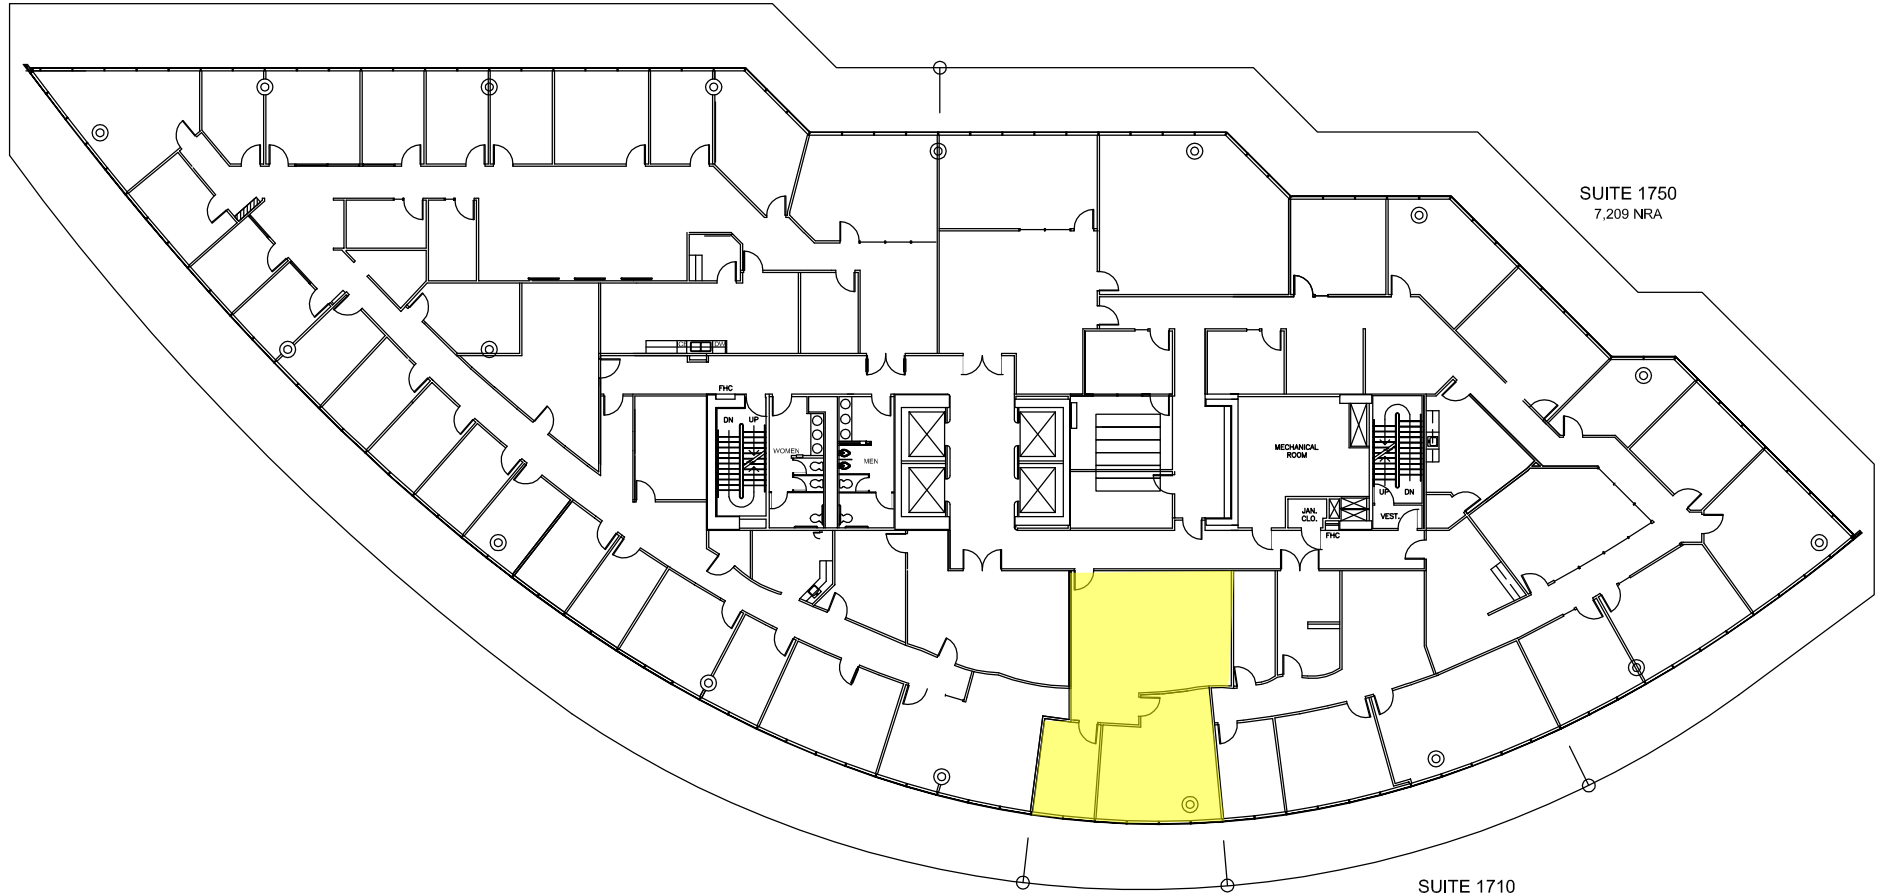 SUITE 1750
7,209 NRA
FHC
DN
UP
WOMEN
MEN
MECHANICAL
ROOM
UP
DN
JAN.
CLO.
VEST.
FHC
SUITE 1710